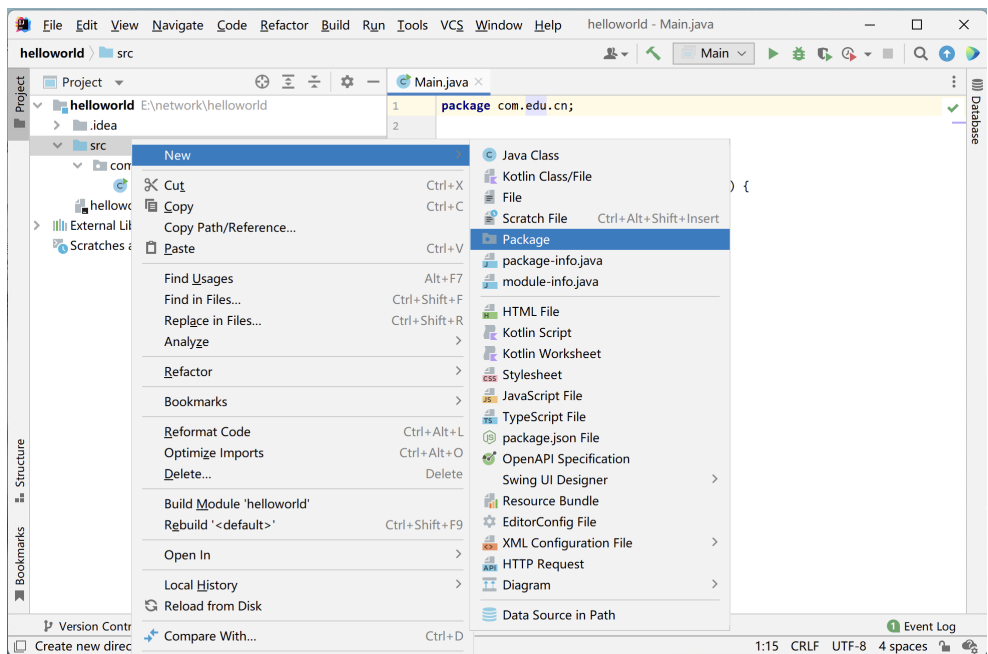 File Edit View Navigate Code Refactor Build Run Tools VCS Window Help helloworld - Main.java
helloworld src Main
Project Main.java
Project
helloworld E:\network\helloworld
.idea
src
com
hellow
External Lib
Scratches a
1 package com.edu.cn;
2
) {
Database
New
Cut Ctrl+X
Copy Ctrl+C
Copy Path/Reference...
Paste Ctrl+V
Find Usages Alt+F7
Find in Files... Ctrl+Shift+F
Replace in Files... Ctrl+Shift+R
Analyze
Refactor
Bookmarks
Reformat Code Ctrl+Alt+L
Optimize Imports Ctrl+Alt+O
Delete... Delete
Build Module 'helloworld'
Rebuild '<default>' Ctrl+Shift+F9
Open In
Local History
Reload from Disk
Compare With... Ctrl+D
Java Class
Kotlin Class/File
File
Scratch File Ctrl+Alt+Shift+Insert
Package
package-info.java
module-info.java
HTML File
Kotlin Script
Kotlin Worksheet
Stylesheet
JavaScript File
TypeScript File
package.json File
OpenAPI Specification
Swing UI Designer
Resource Bundle
EditorConfig File
XML Configuration File
HTTP Request
Diagram
Data Source in Path
Structure
Bookmarks
Version Contr 1 Event Log
Create new direc 1:15 CRLF UTF-8 4 spaces